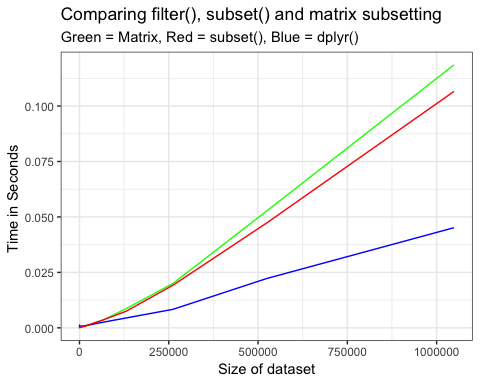 Comparing filter(), subset() and matrix subsetting
Green = Matrix, Red = subset(), Blue = dplyr()
0.100
0.075
0.050
0.025
0.000
Time in Seconds
0 250000 500000 750000 1000000
Size of dataset